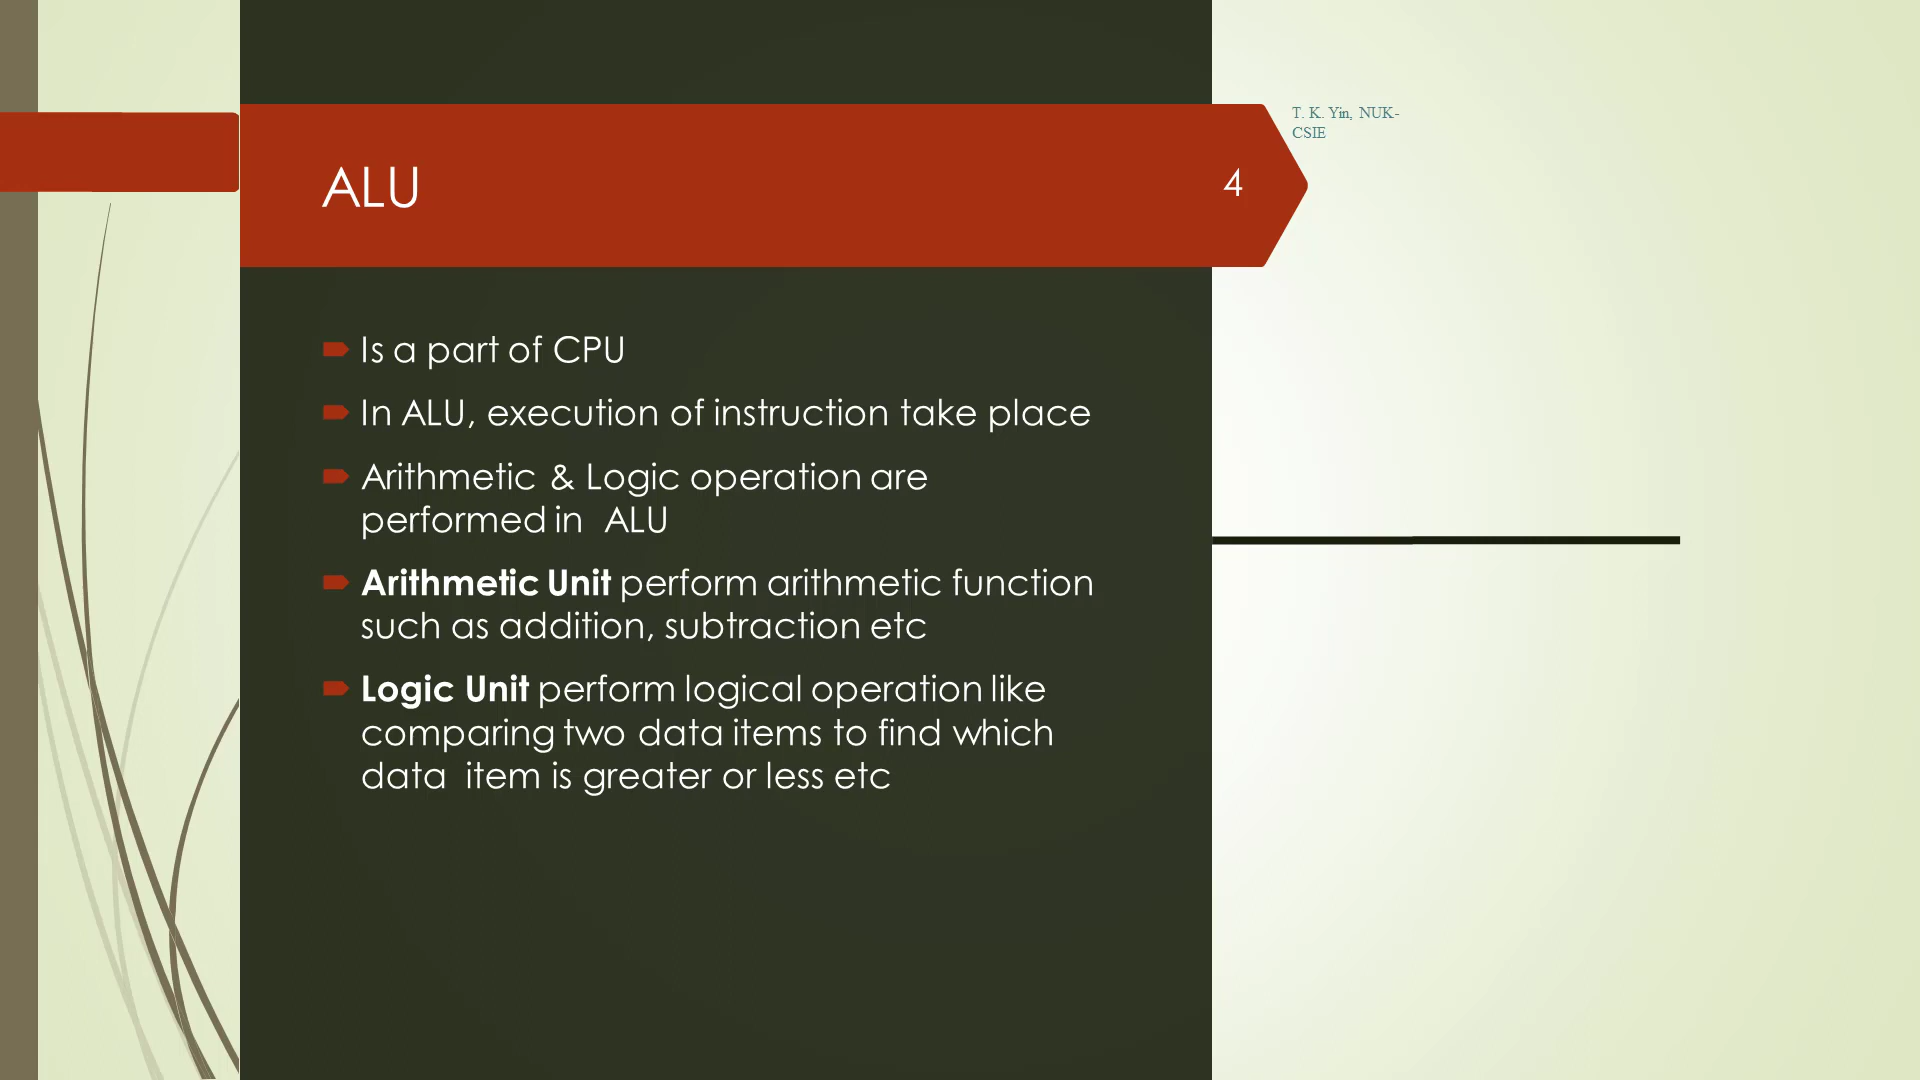 T. K. Yin, NUK-
CSIE
ALU
4
Is a part of CPU
In ALU, execution of instruction take place
Arithmetic & Logic operation are
performed in ALU
Arithmetic Unit perform arithmetic function
such as addition, subtraction etc
Logic Unit perform logical operation like
comparing two data items to find which
data item is greater or less etc